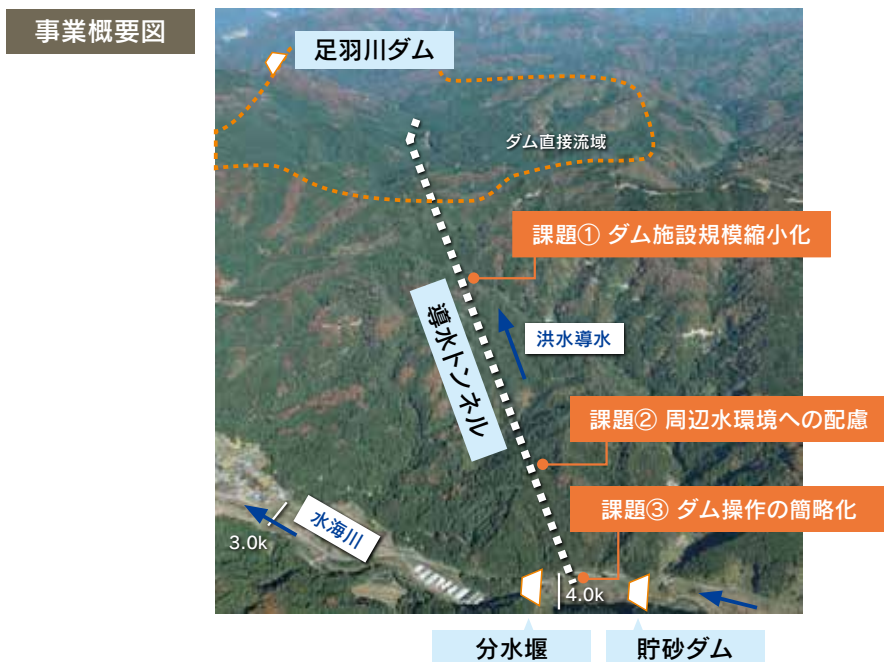 事業概要図
足羽川ダム
ダム直接流域
課題① ダム施設規模縮小化
導水トンネル
洪水導水
課題② 周辺水環境への配慮
課題③ ダム操作の簡略化
水海川
3.0k
4.0k
分水堰
貯砂ダム